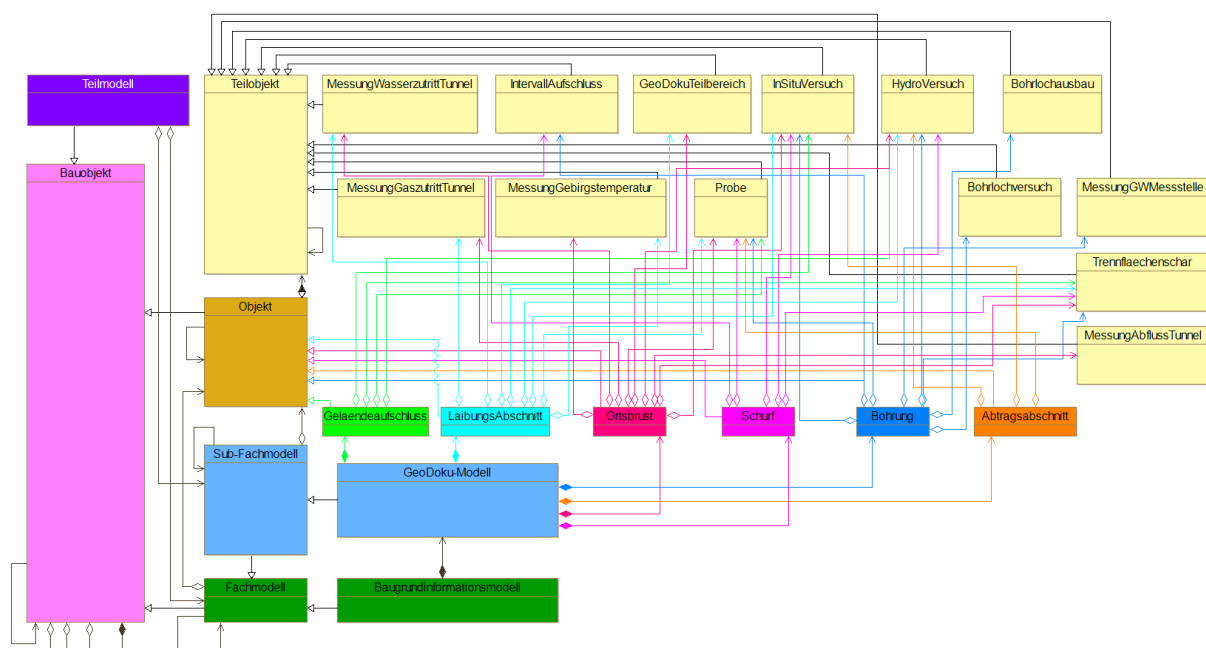 Teilmodell
Teilobjekt
MessungWasserzutrittTunnel
IntervallAufschluss
GeoDokuTeilbereich
InSituVersuch
HydroVersuch
Bohrlochausbau
Bauobjekt
MessungGaszutrittTunnel
MessungGebirgstemperatur
Probe
Bohrlochversuch
MessungGWMessstelle
Trennflaechenschar
Objekt
MessungAbflussTunnel
Gelaendeaufschluss
LaibungsAbschnitt
Ortsbrust
Schurf
Bohrung
Abtragsabschnitt
Sub-Fachmodell
GeoDoku-Modell
Fachmodell
Baugrundinformationsmodell